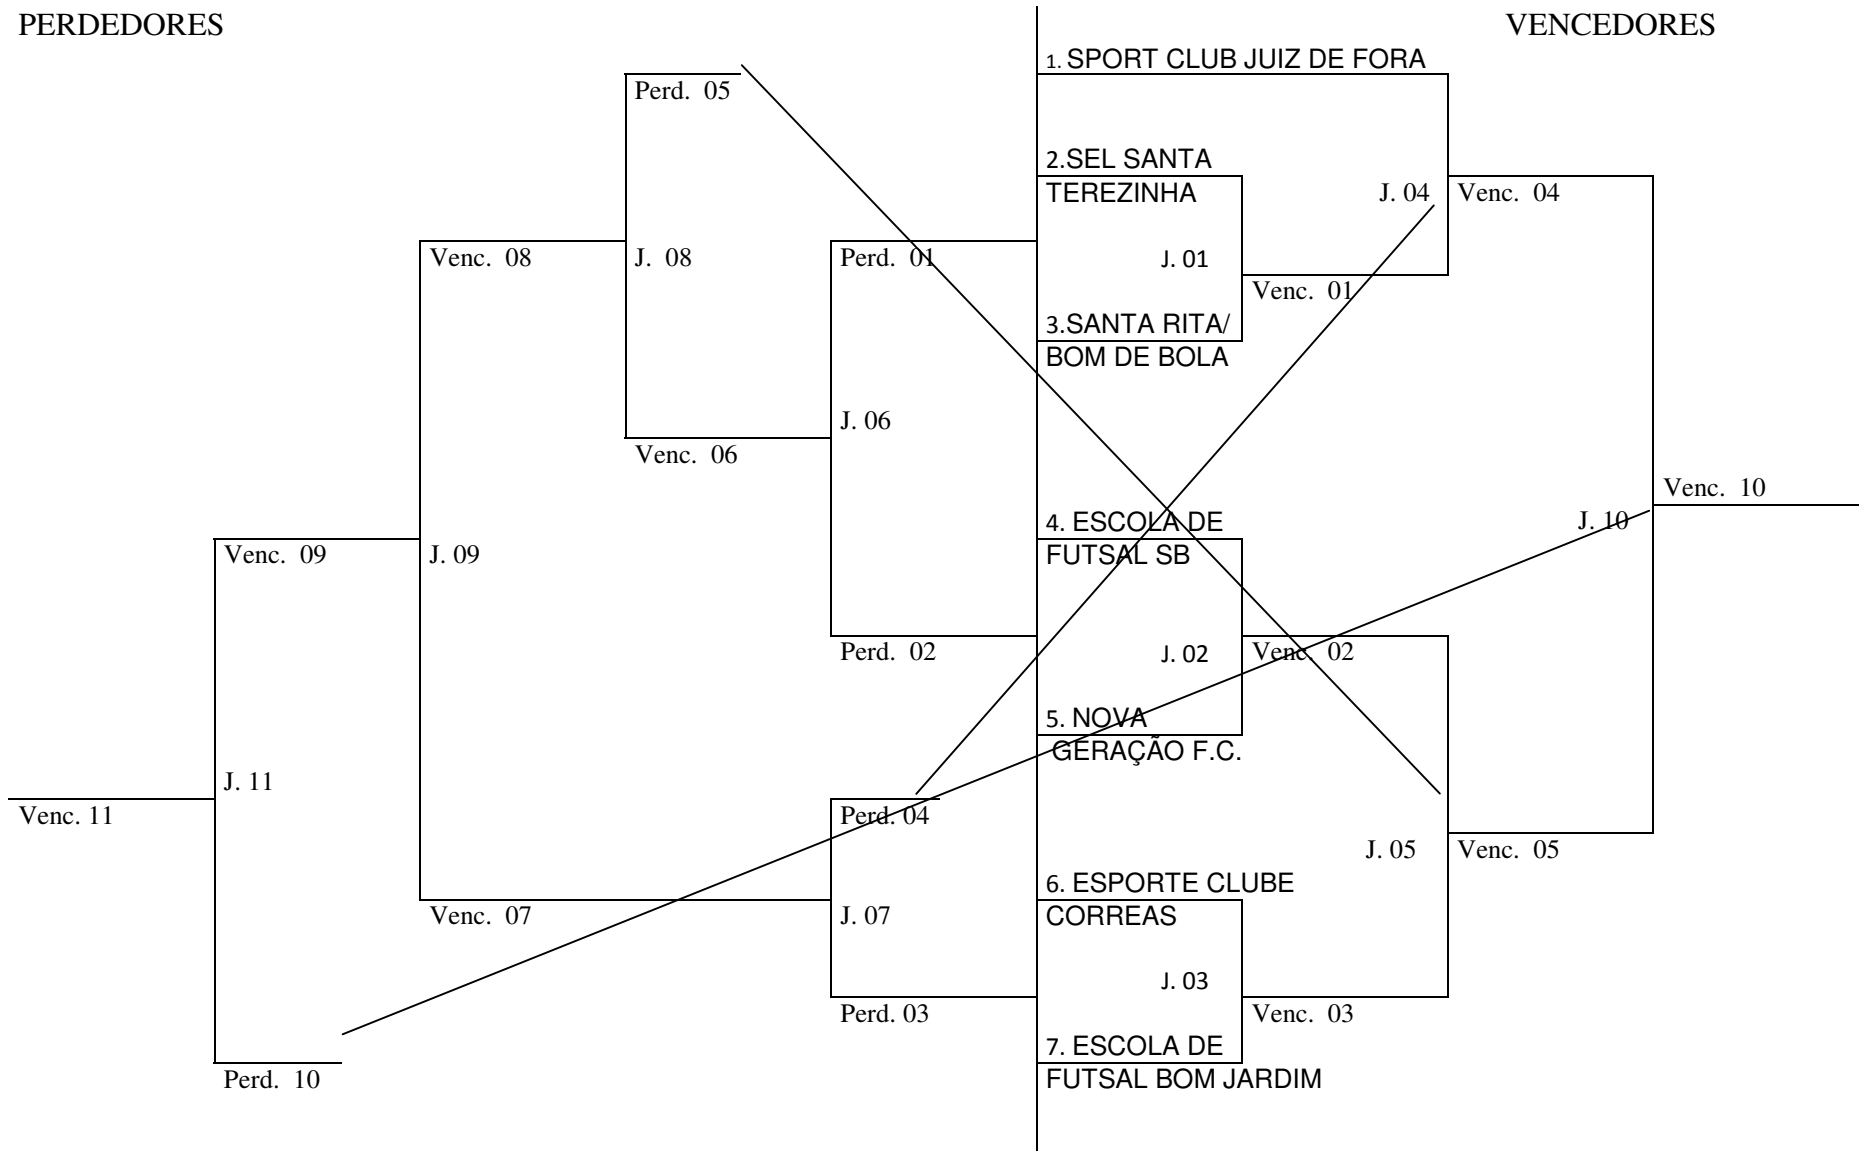 PERDEDORES
VENCEDORES
1. SPORT CLUB JUIZ DE FORA
Perd. 05
2.SEL SANTA
TEREZINHA
J. 04
Venc. 04
Venc. 08
J. 08
Perd. 01
J. 01
Venc. 01
3.SANTA RITA/
BOM DE BOLA
J. 06
Venc. 06
Venc. 10
4. ESCOLA DE
J. 10
FUTSAL SB
Venc. 09
J. 09
Perd. 02
J. 02
Venc. 02
5. NOVA
GERAÇÃO F.C.
J. 11
Venc. 11
Perd. 04
J. 05
Venc. 05
6. ESPORTE CLUBE
CORREAS
Venc. 07
J. 07
J. 03
Perd. 03
Venc. 03
7. ESCOLA DE
FUTSAL BOM JARDIM
Perd. 10